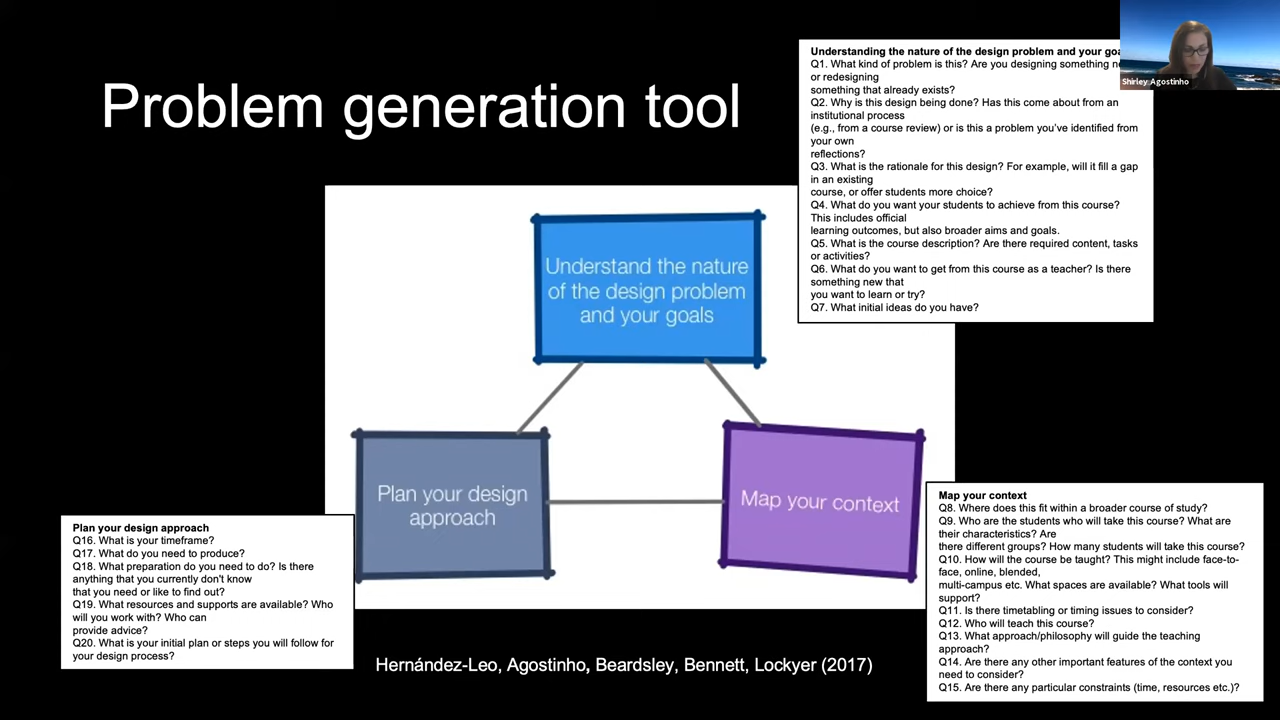 Problem generation tool
Understanding the nature of the design problem and your
Q1. What kind of problem is this? Are you designing something
or redesigning
something that already exists?
Q2. Why is this design being done? Has this come about from an
institutional process
(e.g., from a course review) or is this a problem you've identified from
your own
reflections?
Q3. What is the rationale for this design? For example, will it fill a gap
in an existing
course, or offer students more choice?
Q4. What do you want your students to achieve from this course?
This includes official
learning outcomes, but also broader aims and goals.
Q5. What is the course description? Are there required content, tasks
or activities?
Q6. What do you want to get from this course as a teacher? Is there
something new that
you want to learn or try?
Q7. What initial ideas do you have?
Shirley Agostinho
Understand the nature
of the design problem
and your goals
Plan your design
approach
Map your context
Plan your design approach
Q16. What is your timeframe?
Q17. What do you need to produce?
Q18. What preparation do you need to do? Is there
anything that you currently don't know
that you need or like to find out?
Q19. What resources and supports are available? Who
will you work with? Who can
provide advice?
Q20. What is your initial plan or steps you will follow for
your design process?
Map your context
Q8. Where does this fit within a broader course of study?
Q9. Who are the students who will take this course? What are
their characteristics? Are
there different groups? How many students will take this course?
Q10. How will the course be taught? This might include face-to-
face, online, blended,
multi-campus etc. What spaces are available? What tools will
support?
Q11. Is there timetabling or timing issues to consider?
Q12. Who will teach this course?
Q13. What approach/philosophy will guide the teaching
approach?
Q14. Are there any other important features of the context you
need to consider?
Q15. Are there any particular constraints (time, resources etc.)?
Hernández-Leo, Agostinho, Beardsley, Bennett, Lockyer (2017)